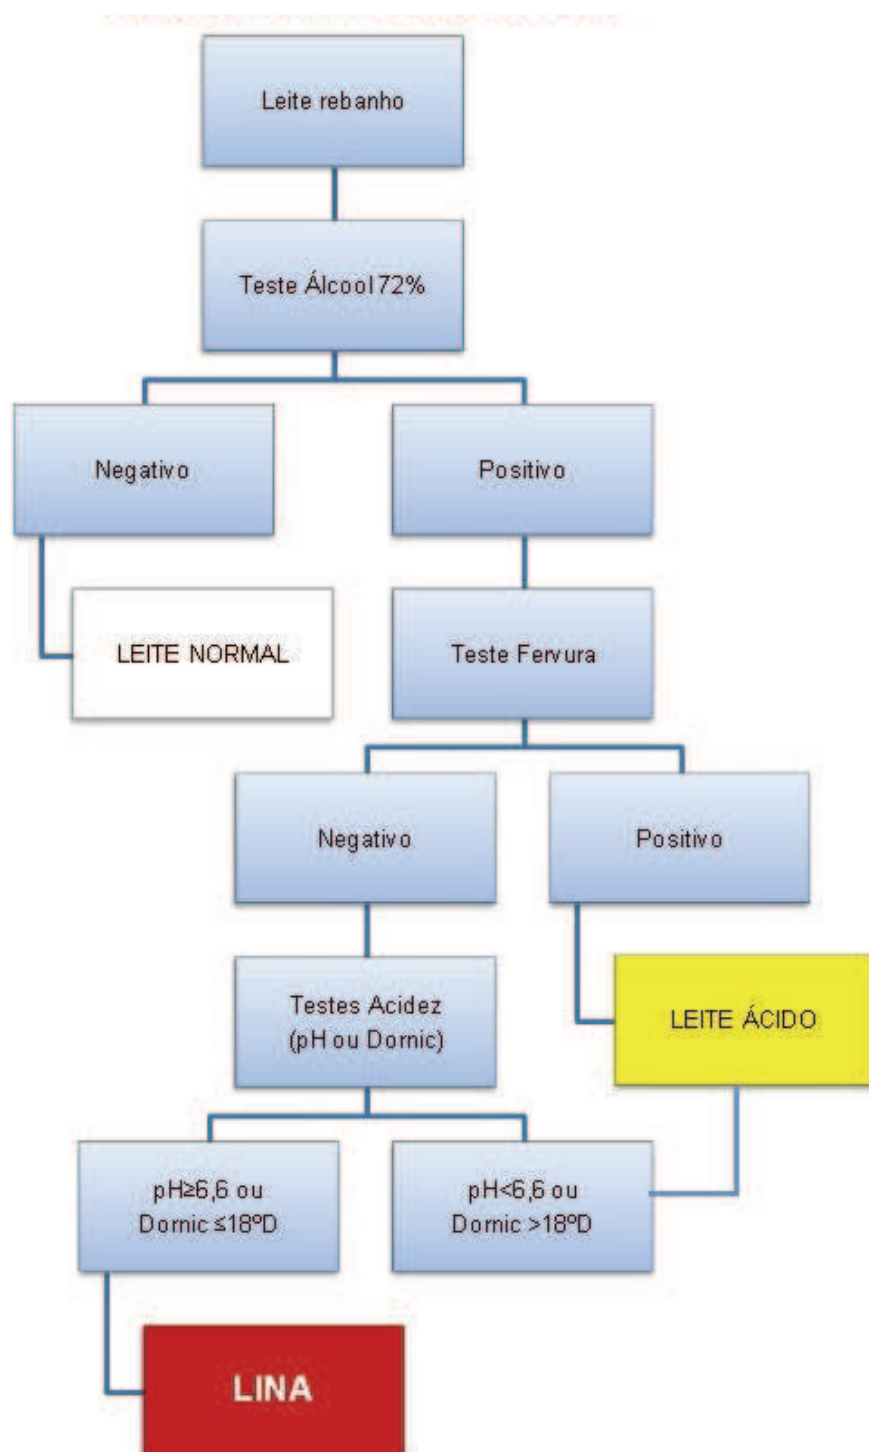 Leite rebanho
Teste Álcool 72%
Negativo
Positivo
LEITE NORMAL
Teste Fervura
Negativo
Positivo
Testes Acidez
(pH ou Dornic)
LEITE ÁCIDO
pH≥6,6 ou
Dornic ≤18ºD
pH<6,6 ou
Dornic >18ºD
LINA